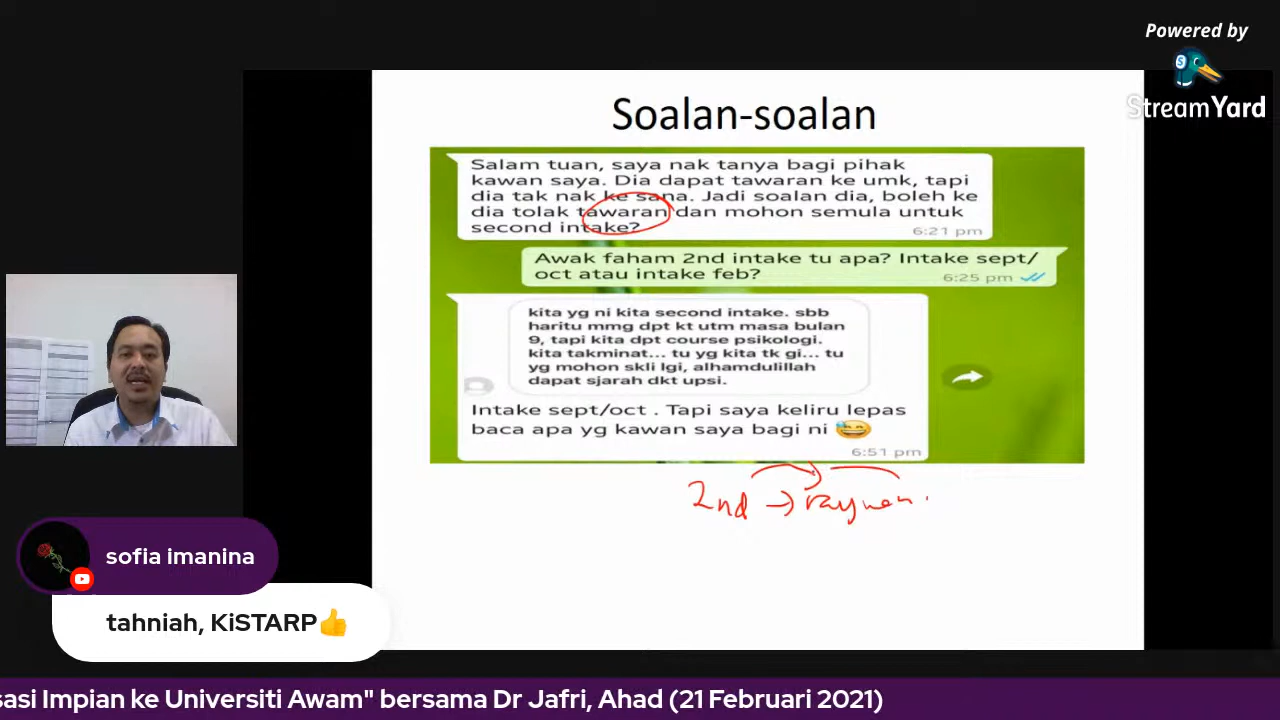 Powered by
StreamYard
Soalan-soalan
Salam tuan, saya nak tanya bagi pihak
kawan saya. Dia dapat tawaran ke umk, tapi
dia tak nak ke sana. Jadi soalan dia, boleh ke
dia tolak tawaran dan mohon semula untuk
second intake?
6:21 pm
Awak faham 2nd intake tu apa? Intake sept/
oct atau intake feb?
6:25 pm
kita yg ni kita second intake. sbb
haritu mmg dpt kt utm masa bulan
9, tapi kita dpt course psikologi.
kita takminat... tu yg kita tk gi... tu
yg mohon skli lgi, alhamdulillah
dapat sjarah dkt upsi.
Intake sept/oct . Tapi saya keliru lepas
baca apa yg kawan saya bagi ni 😅
6:51 pm
2nd → rayuan
sofia imanina
tahniah, KiSTARP👍
sasi Impian ke Universiti Awam" bersama Dr Jafri, Ahad (21 Februari 2021)